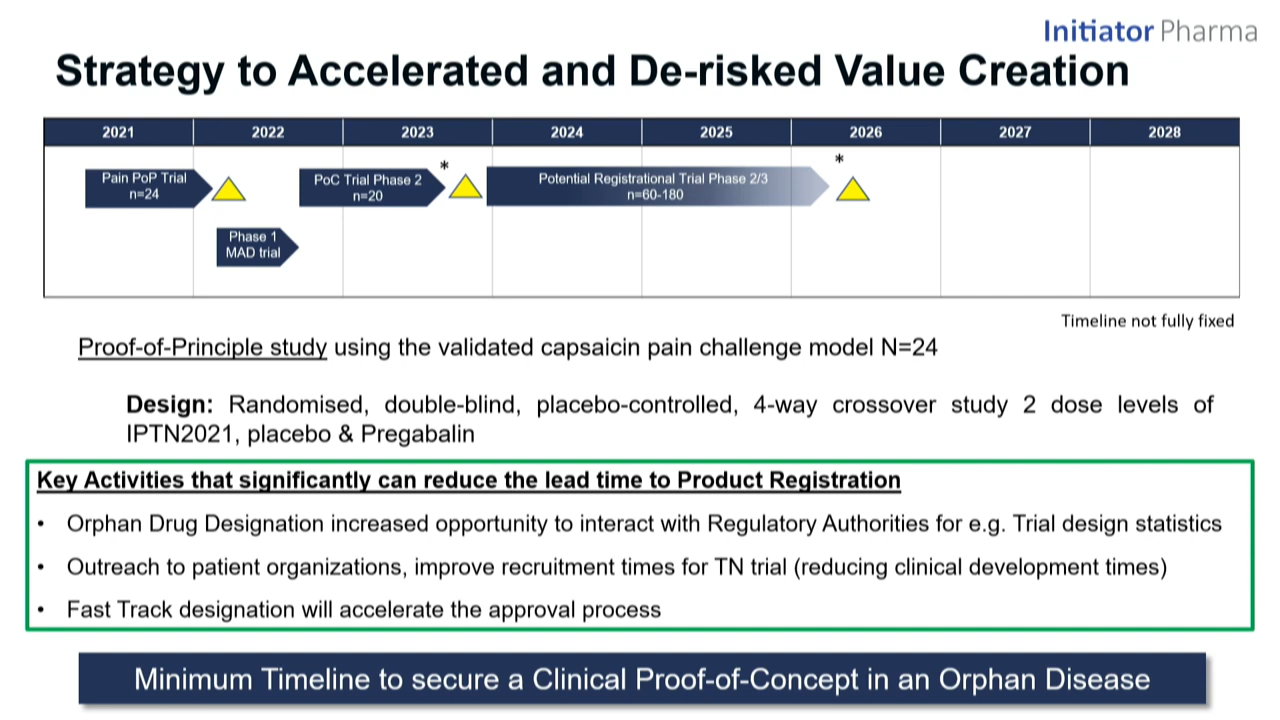 Initiator Pharma
Strategy to Accelerated and De-risked Value Creation
2021 2022 2023 2024 2025 2026 2027 2028
Pain PoP Trial
n=24
PoC Trial Phase 2
n=20
*
Potential Registrational Trial Phase 2/3
n=60-180
*
Phase 1
MAD trial
Timeline not fully fixed
Proof-of-Principle study using the validated capsaicin pain challenge model N=24
Design: Randomised, double-blind, placebo-controlled, 4-way crossover study 2 dose levels of
IPTN2021, placebo & Pregabalin
Key Activities that significantly can reduce the lead time to Product Registration
• Orphan Drug Designation increased opportunity to interact with Regulatory Authorities for e.g. Trial design statistics
• Outreach to patient organizations, improve recruitment times for TN trial (reducing clinical development times)
• Fast Track designation will accelerate the approval process
Minimum Timeline to secure a Clinical Proof-of-Concept in an Orphan Disease